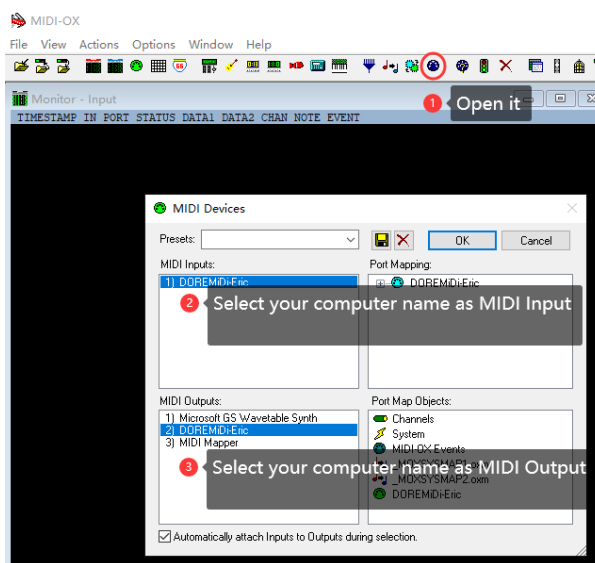 MIDI-OX
File View Actions Options Window Help
Monitor - Input
1 Open it
TIMESTAMP IN PORT STATUS DATA1 DATA2 CHAN NOTE EVENT
MIDI Devices
Presets:
OK Cancel
MIDI Inputs: Port Mapping:
1) DOREMiDi-Eric DOREMiDi-Eric
2 Select your computer name as MIDI Input
MIDI Outputs: Port Map Objects:
1) Microsoft GS Wavetable Synth Channels
2) DOREMiDi-Eric System
3) MIDI Mapper MIDI-OX Events
3 Select your computer name as MIDI Output
_MOXSYSMAP2.oxm
DOREMiDi-Eric
Automatically attach Inputs to Outputs during selection.